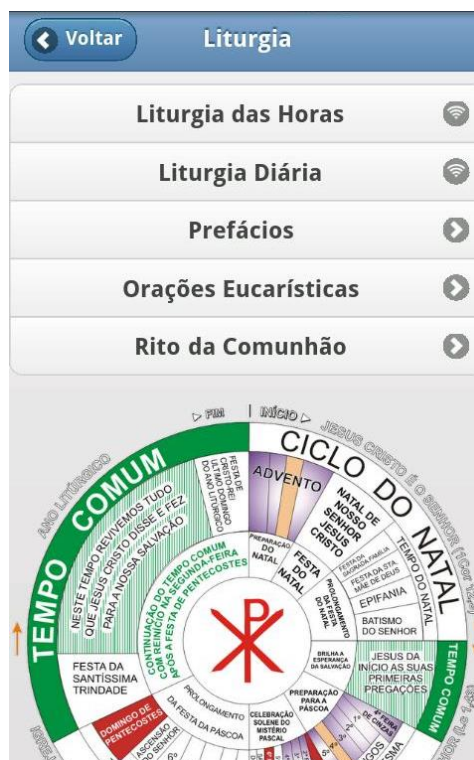 Voltar
Liturgia
Liturgia das Horas
Liturgia Diária
Prefácios
Orações Eucarísticas
Rito da Comunhão
ANO LITÚRGICO
> FIM
INÍCIO >
JESUS CRISTO É O SENHOR
TEMPO COMUM
CICLO DO NATAL
NESTE TEMPO REVIVEMOS TUDO
QUE JESUS CRISTO DISSE E FEZ
PARA A NOSSA SALVAÇÃO
FESTA DE
CRISTO-REI
ÚLTIMO DOMINGO
DO ANO LITÚRGICO
CONTINUAÇÃO DO TEMPO COMUM
COM REINÍCIO NA SEGUNDA-FEIRA
APÓS A FESTA DE PENTECOSTES
ADVENTO
PREPARAÇÃO
DO
NATAL
NATAL DE
NOSSO
SENHOR
JESUS
CRISTO
FESTA
DO
NATAL
FESTA DA
SAGRADA FAMÍLIA
FESTA DA STA.
MÃE DE DEUS
EPIFANIA
BATISMO
DO SENHOR
TEMPO DO NATAL
PROLONGAMENTO
DA FESTA
DO NATAL
BRILHA A
ESPERANÇA
DA SALVAÇÃO
JESUS DA
INÍCIO AS SUAS
PRIMEIRAS
PREGAÇÕES
TEMPO COMUM
FESTA DA
SANTÍSSIMA
TRINDADE
DOMINGO DE
PENTECOSTES
ASCENSÃO
DO SENHOR
PROLONGAMENTO
DA FESTA DA PÁSCOA
CELEBRAÇÃO
SOLENE DO
MISTÉRIO
PASCAL
PREPARAÇÃO
PARA A
PÁSCOA
4ª FEIRA
DE CINZAS